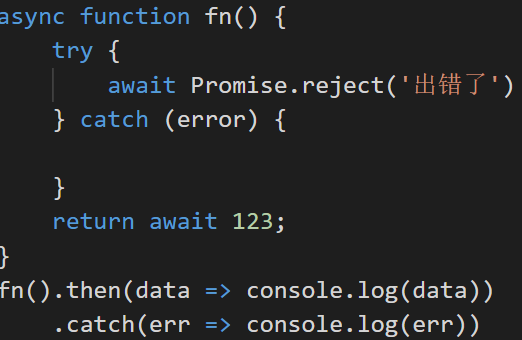 async function fn() {
try {
await Promise.reject('出错了')
} catch (error) {
}
return await 123;
}
fn().then(data => console.log(data))
.catch(err => console.log(err))